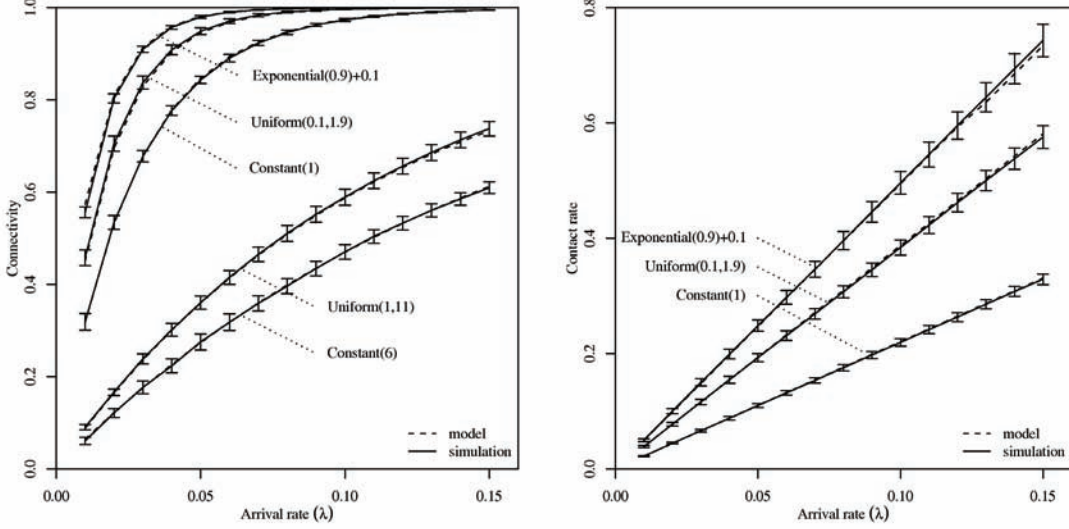 1.0
0.8
0.6
0.4
0.2
0.0
Connectivity
Exponential(0.9)+0.1
Uniform(0.1,1.9)
Constant(1)
Uniform(1,11)
Constant(6)
model
simulation
0.00
0.05
0.10
0.15
Arrival rate (λ)
0.8
0.6
0.4
0.2
0.0
Contact rate
Exponential(0.9)+0.1
Uniform(0.1,1.9)
Constant(1)
model
simulation
0.00
0.05
0.10
0.15
Arrival rate (λ)